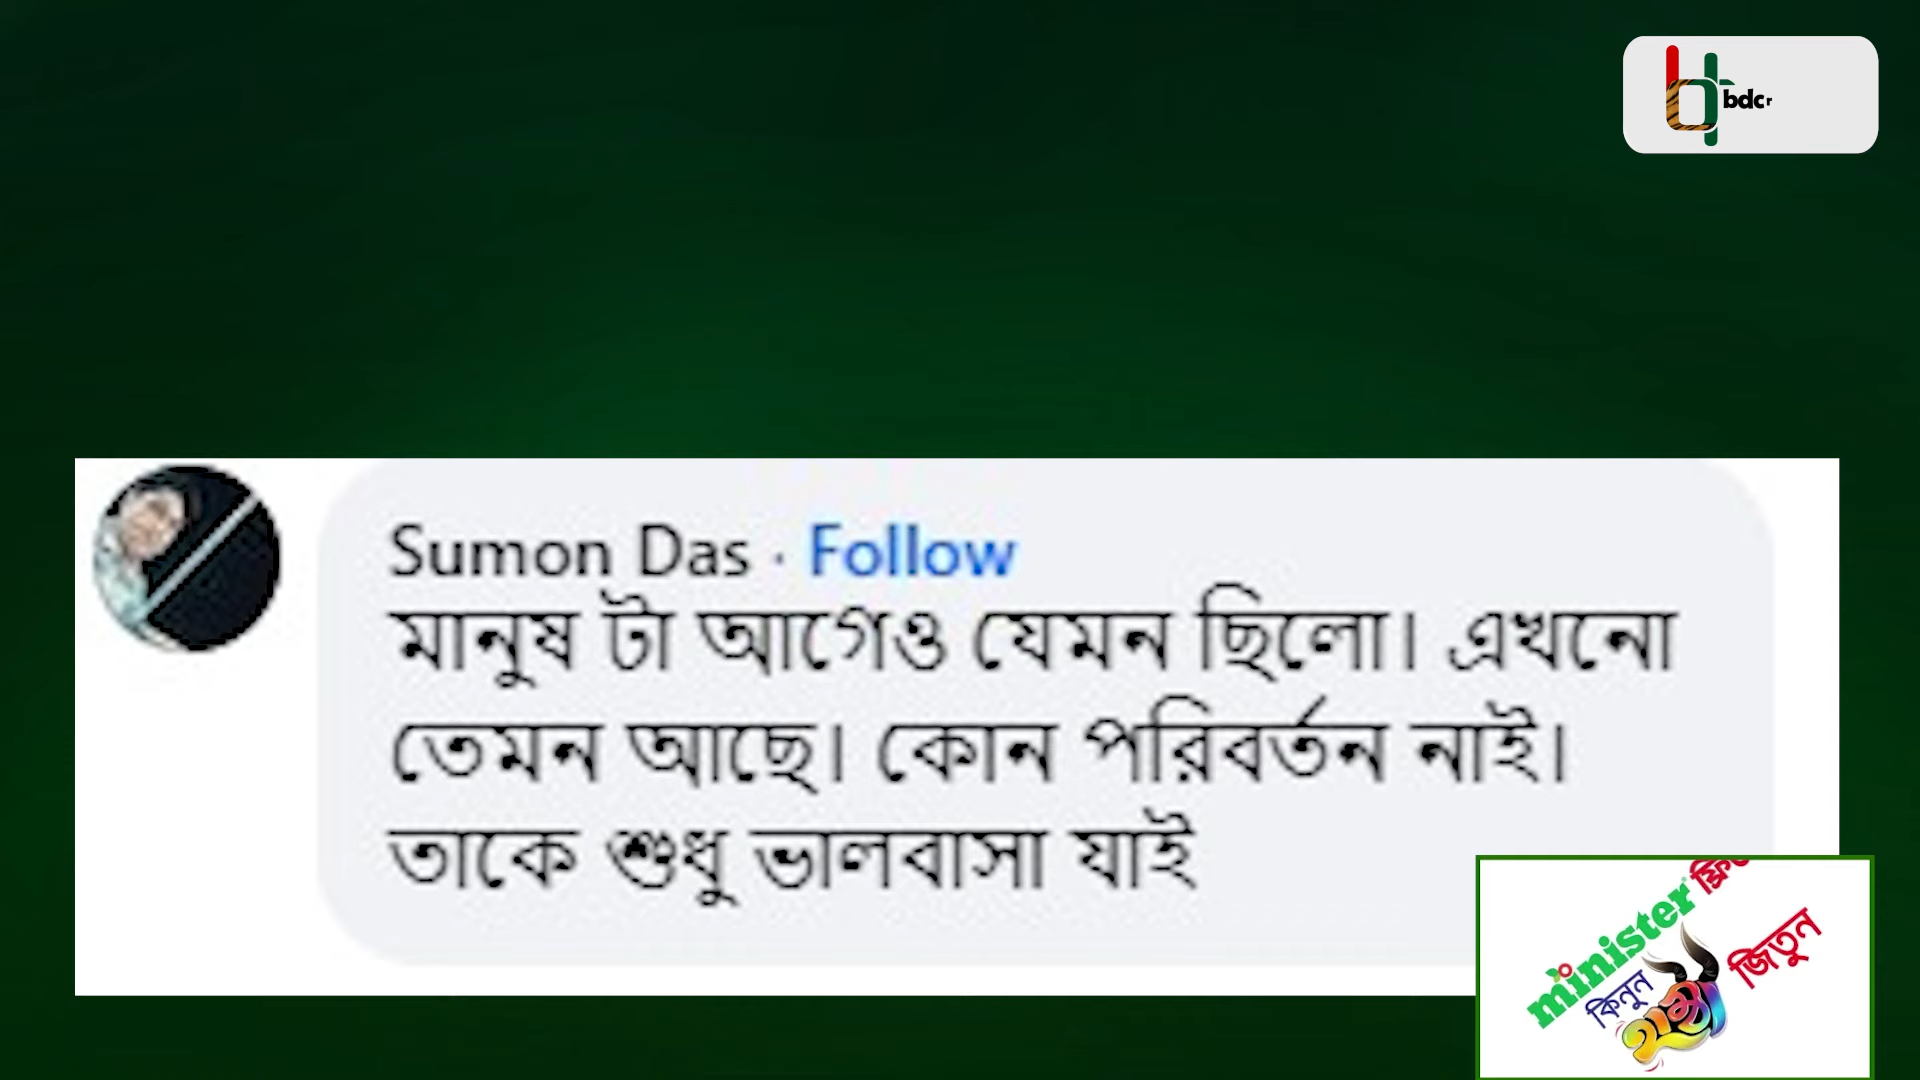 bdcr
Sumon Das · Follow
মানুষ টা আগেও যেমন ছিলো। এখনো
তেমন আছে। কোন পরিবর্তন নাই।
তাকে শুধু ভালবাসা যাই
minister
কিনুন
হাম্বা
জিতুন